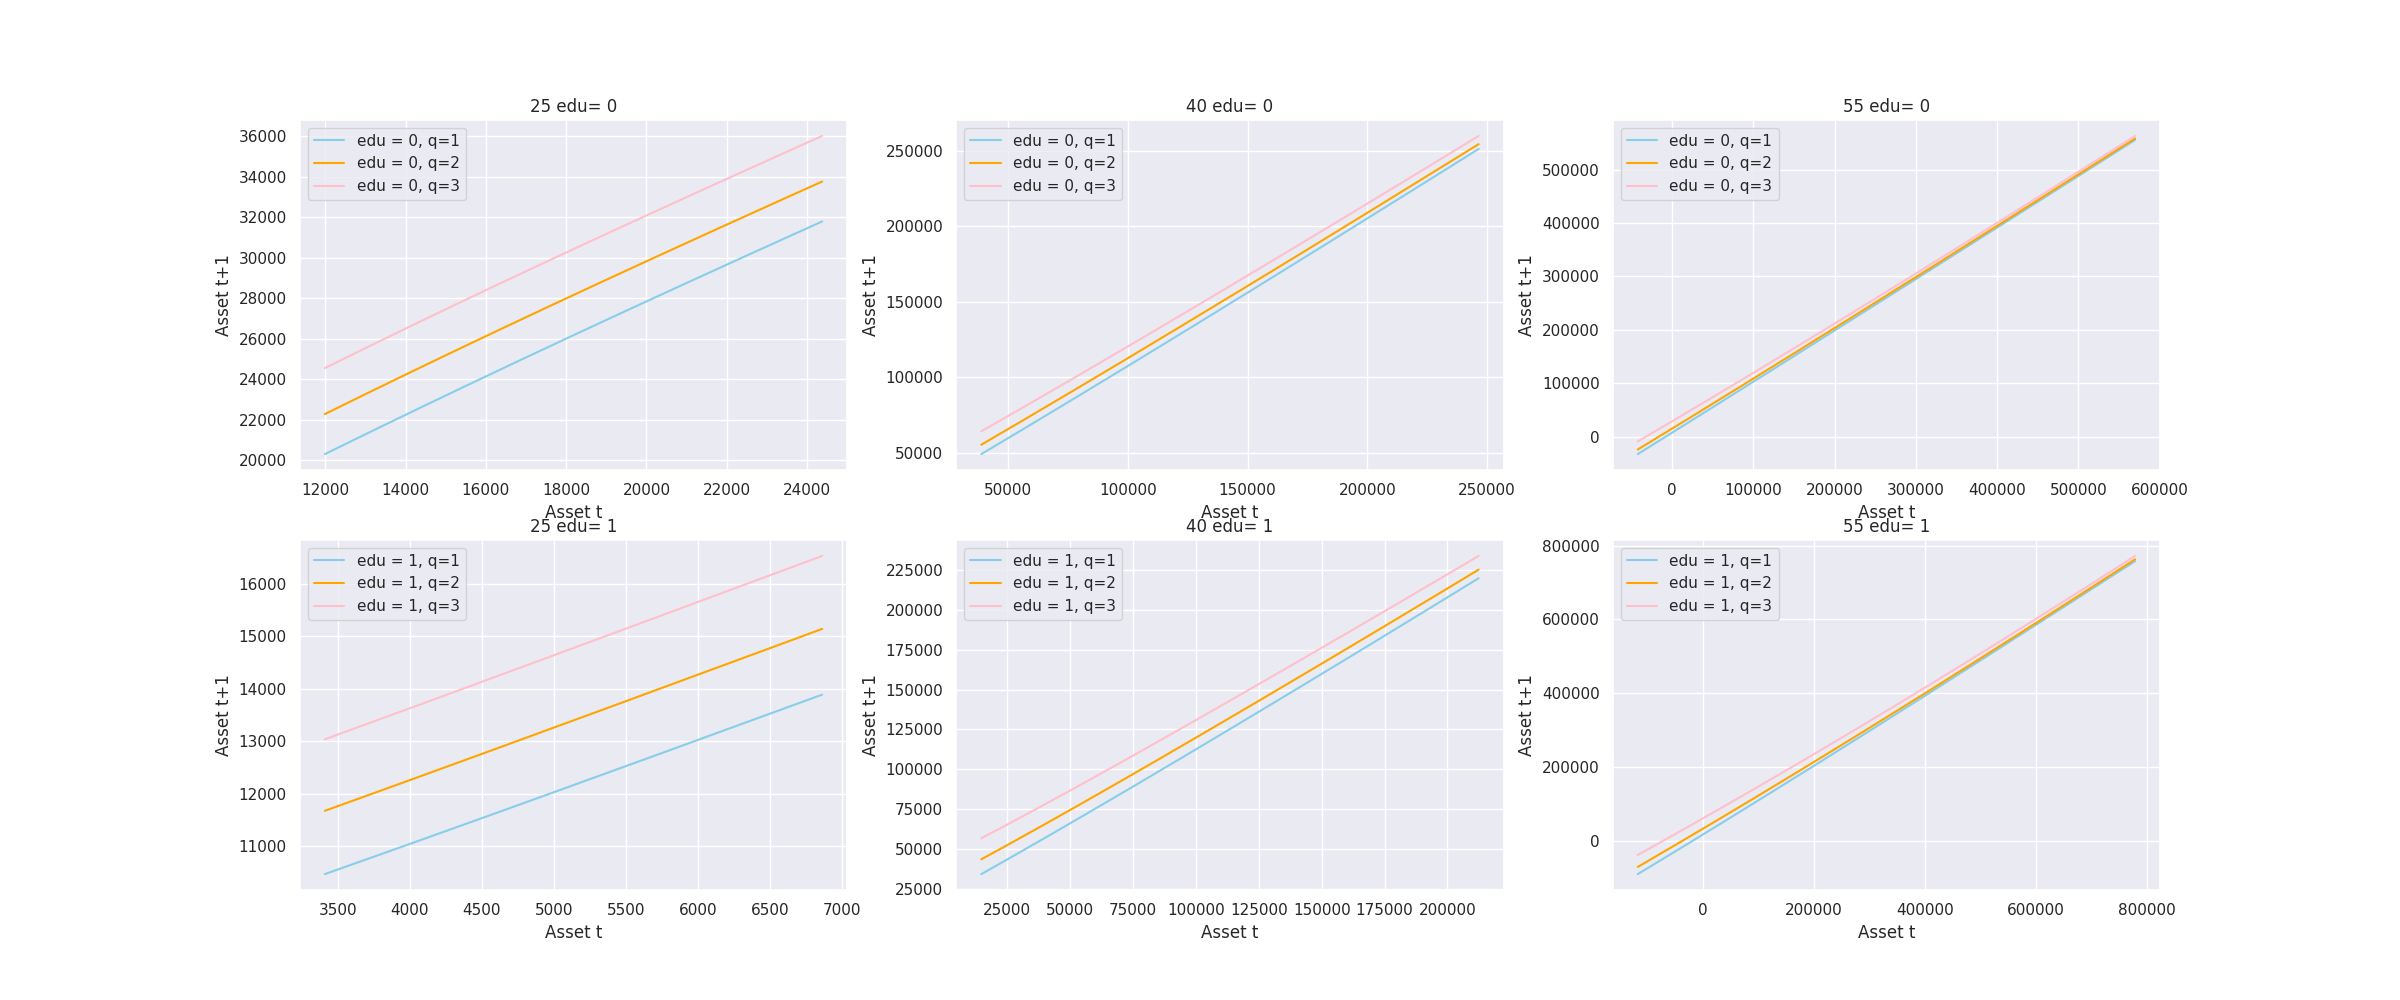 25 edu= 0
edu = 0, q=1
edu = 0, q=2
edu = 0, q=3
36000
34000
32000
30000
28000
26000
24000
22000
20000
Asset t+1
12000 14000 16000 18000 20000 22000 24000
Asset t
40 edu= 0
edu = 0, q=1
edu = 0, q=2
edu = 0, q=3
250000
200000
150000
100000
50000
Asset t+1
50000 100000 150000 200000 250000
Asset t
55 edu= 0
edu = 0, q=1
edu = 0, q=2
edu = 0, q=3
500000
400000
300000
200000
100000
0
Asset t+1
0 100000 200000 300000 400000 500000 600000
Asset t
25 edu= 1
edu = 1, q=1
edu = 1, q=2
edu = 1, q=3
16000
15000
14000
13000
12000
11000
Asset t+1
3500 4000 4500 5000 5500 6000 6500 7000
Asset t
40 edu= 1
edu = 1, q=1
edu = 1, q=2
edu = 1, q=3
225000
200000
175000
150000
125000
100000
75000
50000
25000
Asset t+1
25000 50000 75000 100000 125000 150000 175000 200000
Asset t
55 edu= 1
edu = 1, q=1
edu = 1, q=2
edu = 1, q=3
800000
600000
400000
200000
0
Asset t+1
0 200000 400000 600000 800000
Asset t